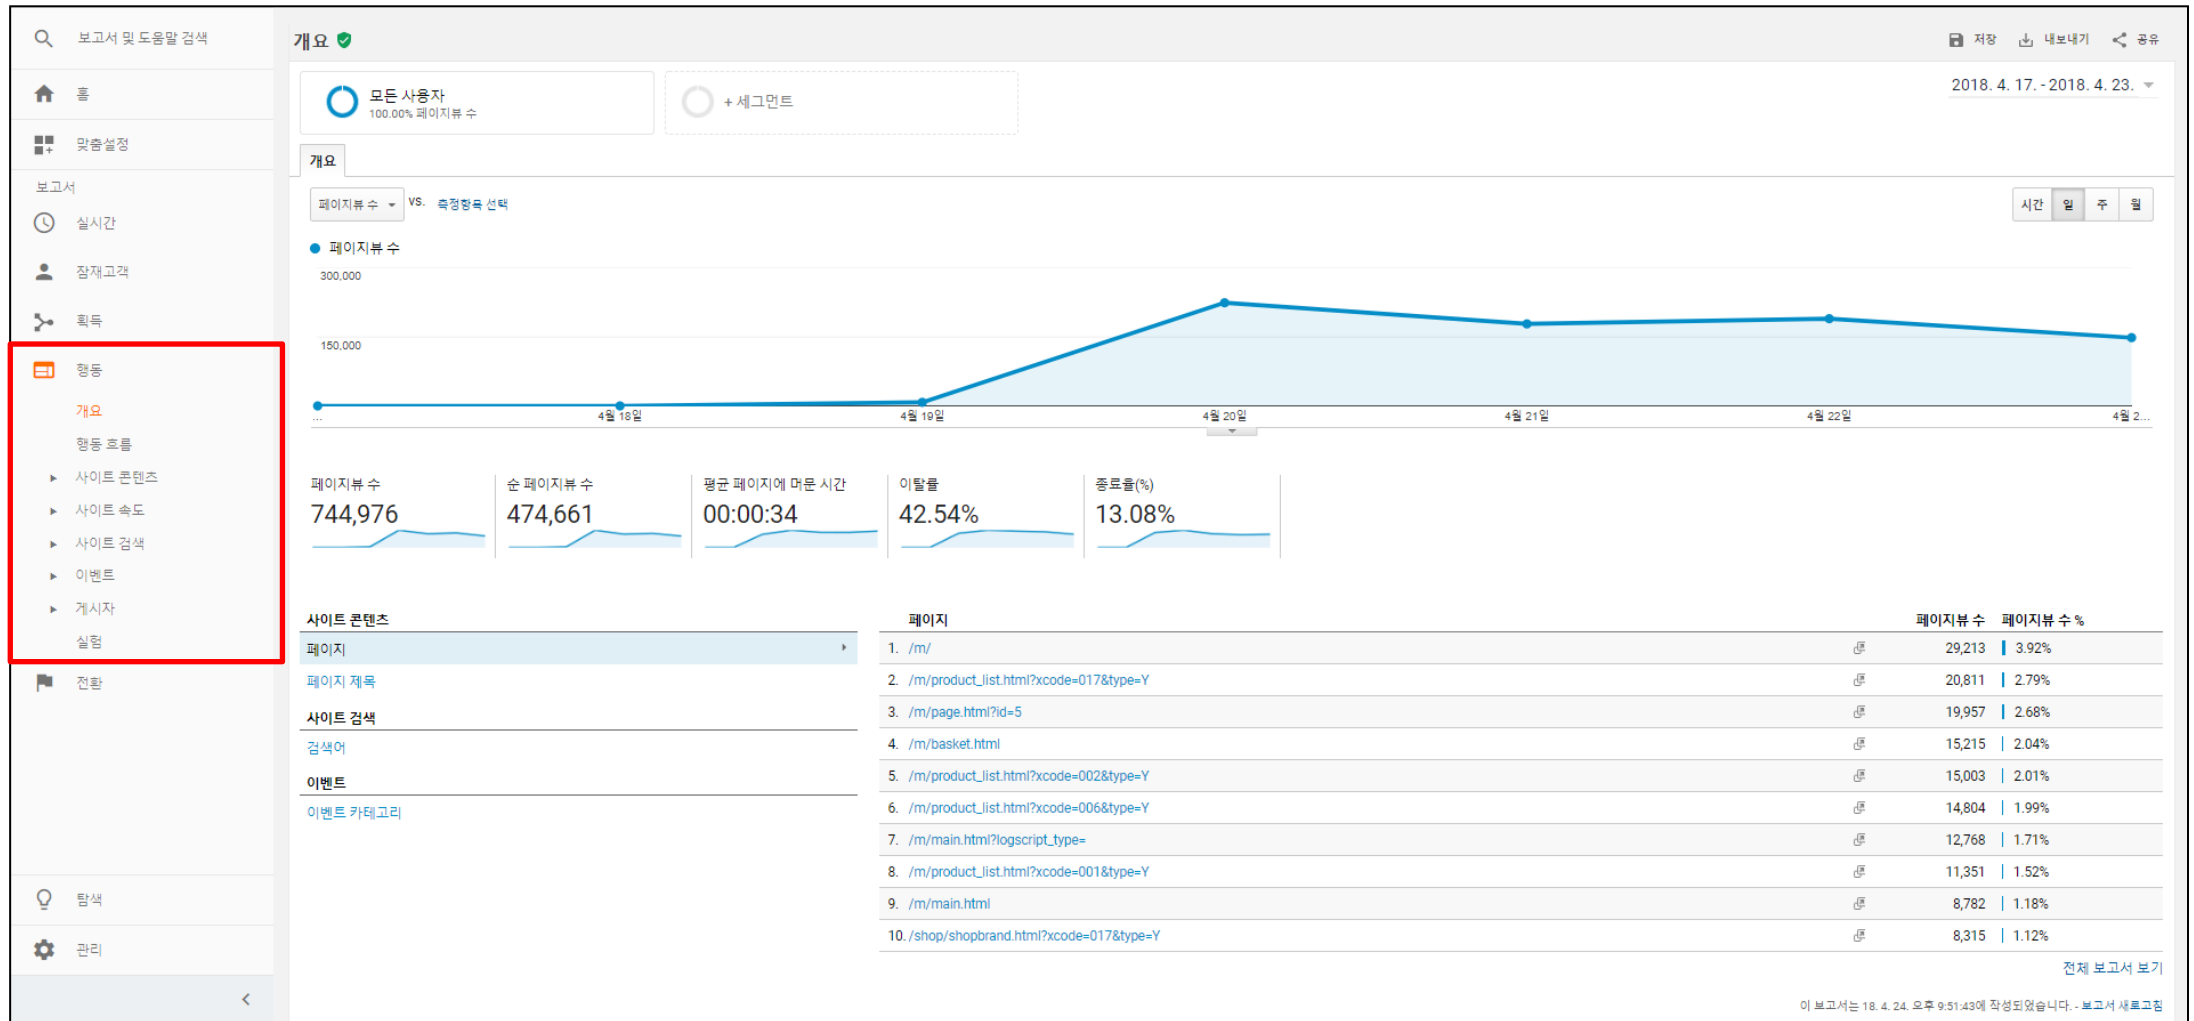 보고서 및 도움말 검색
홈
맞춤설정
보고서
실시간
잠재고객
획득
행동
개요
행동 흐름
사이트 콘텐츠
사이트 속도
사이트 검색
이벤트
게시자
실험
전환
탐색
관리
개요
저장 내보내기 공유
모든 사용자
100.00% 페이지뷰 수
+ 세그먼트
2018. 4. 17. - 2018. 4. 23.
개요
페이지뷰 수 VS. 측정항목 선택
시간 일 주 월
페이지뷰 수
300,000
150,000
... 4월 18일 4월 19일 4월 20일 4월 21일 4월 22일 4월 2...
페이지뷰 수 순 페이지뷰 수 평균 페이지에 머문 시간 이탈률 종료율(%)
744,976 474,661 00:00:34 42.54% 13.08%
사이트 콘텐츠
페이지
페이지 제목
사이트 검색
검색어
이벤트
이벤트 카테고리
페이지 페이지뷰 수 페이지뷰 수 %
1. /m/ 29,213 3.92%
2. /m/product_list.html?xcode=017&type=Y 20,811 2.79%
3. /m/page.html?id=5 19,957 2.68%
4. /m/basket.html 15,215 2.04%
5. /m/product_list.html?xcode=002&type=Y 15,003 2.01%
6. /m/product_list.html?xcode=006&type=Y 14,804 1.99%
7. /m/main.html?logscript_type= 12,768 1.71%
8. /m/product_list.html?xcode=001&type=Y 11,351 1.52%
9. /m/main.html 8,782 1.18%
10. /shop/shopbrand.html?xcode=017&type=Y 8,315 1.12%
전체 보고서 보기
이 보고서는 18. 4. 24. 오후 9:51:43에 작성되었습니다. - 보고서 새로고침